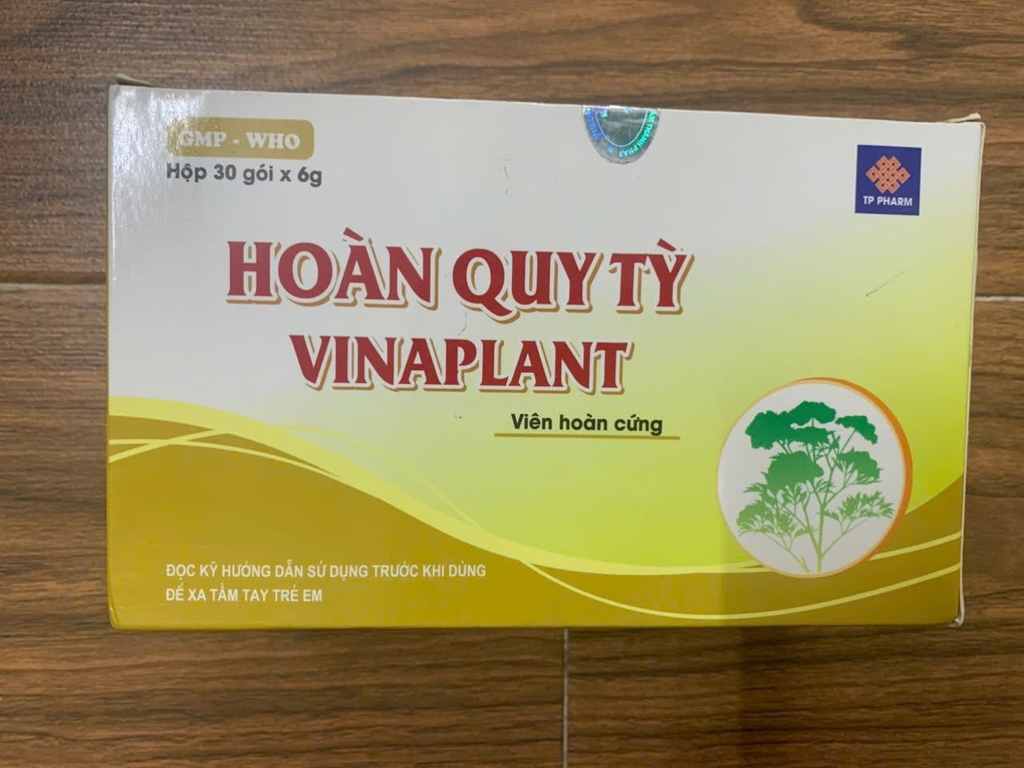 GMP - WHO
Hộp 30 gói x 6g
TP PHARM
HOÀN QUY TỲ
VINAPLANT
Viên hoàn cứng
ĐỌC KỸ HƯỚNG DẪN SỬ DỤNG TRƯỚC KHI DÙNG
ĐỂ XA TẦM TAY TRẺ EM